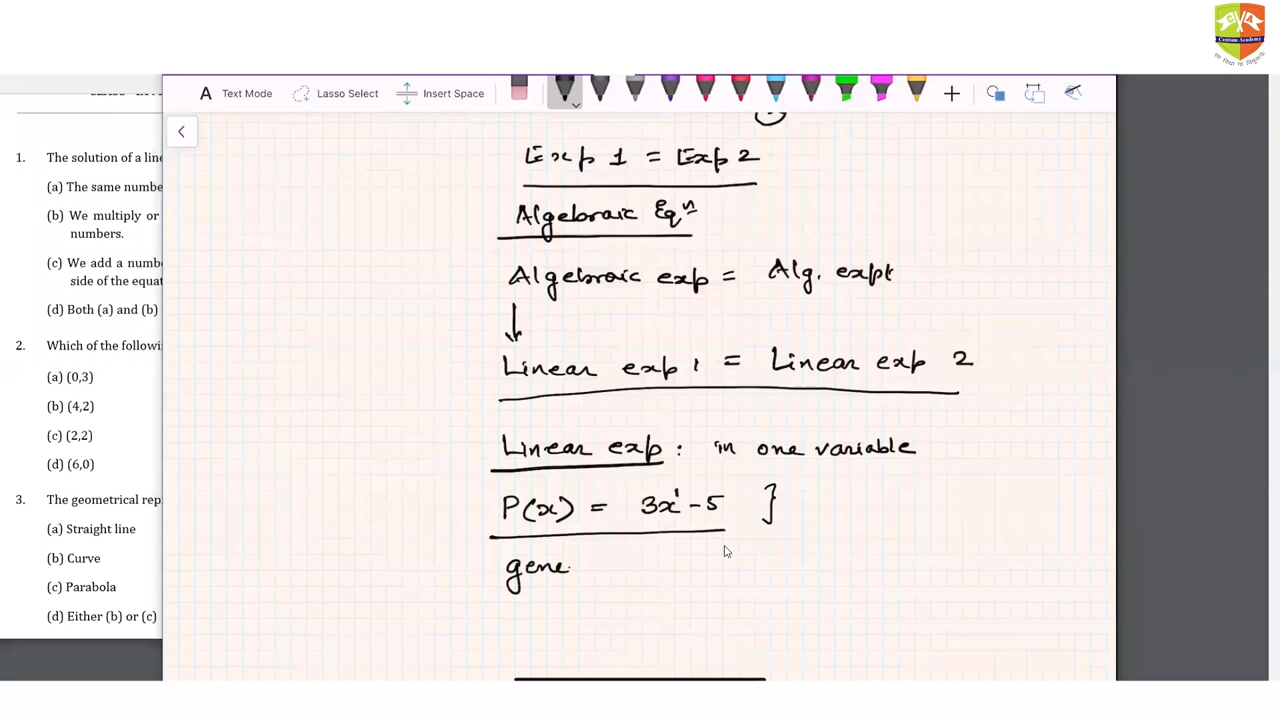 Centum Academy
Text Mode
Lasso Select
Insert Space
1. The solution of a line
(a) The same numbe
(b) We multiply or
numbers.
(c) We add a numb
side of the equat
(d) Both (a) and (b)
2. Which of the followi
(a) (0,3)
(b) (4,2)
(c) (2,2)
(d) (6,0)
3. The geometrical rep
(a) Straight line
(b) Curve
(c) Parabola
(d) Either (b) or (c)
Exp 1 = Exp 2
Algebraic Eqⁿ
Algebraic exp = Alg. expt
Linear exp 1 = Linear exp 2
Linear exp : in one variable
P(x) = 3x¹ - 5 }
gene